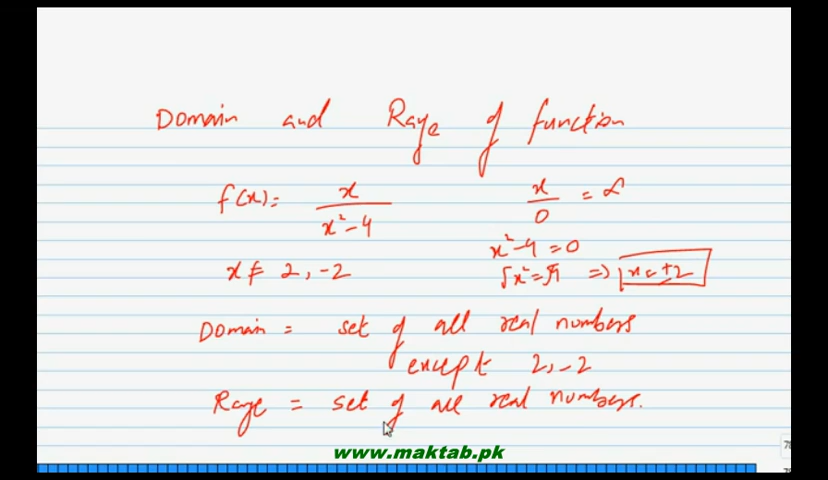 Domain and Range of function
f(x) = x / x² - 4
x / 0 = ∞
x² - 4 = 0
x ≠ 2, -2
√x² = √4 => x = ±2
Domain = set of all real numbers
except 2, -2
Range = set of all real numbers.
www.maktab.pk